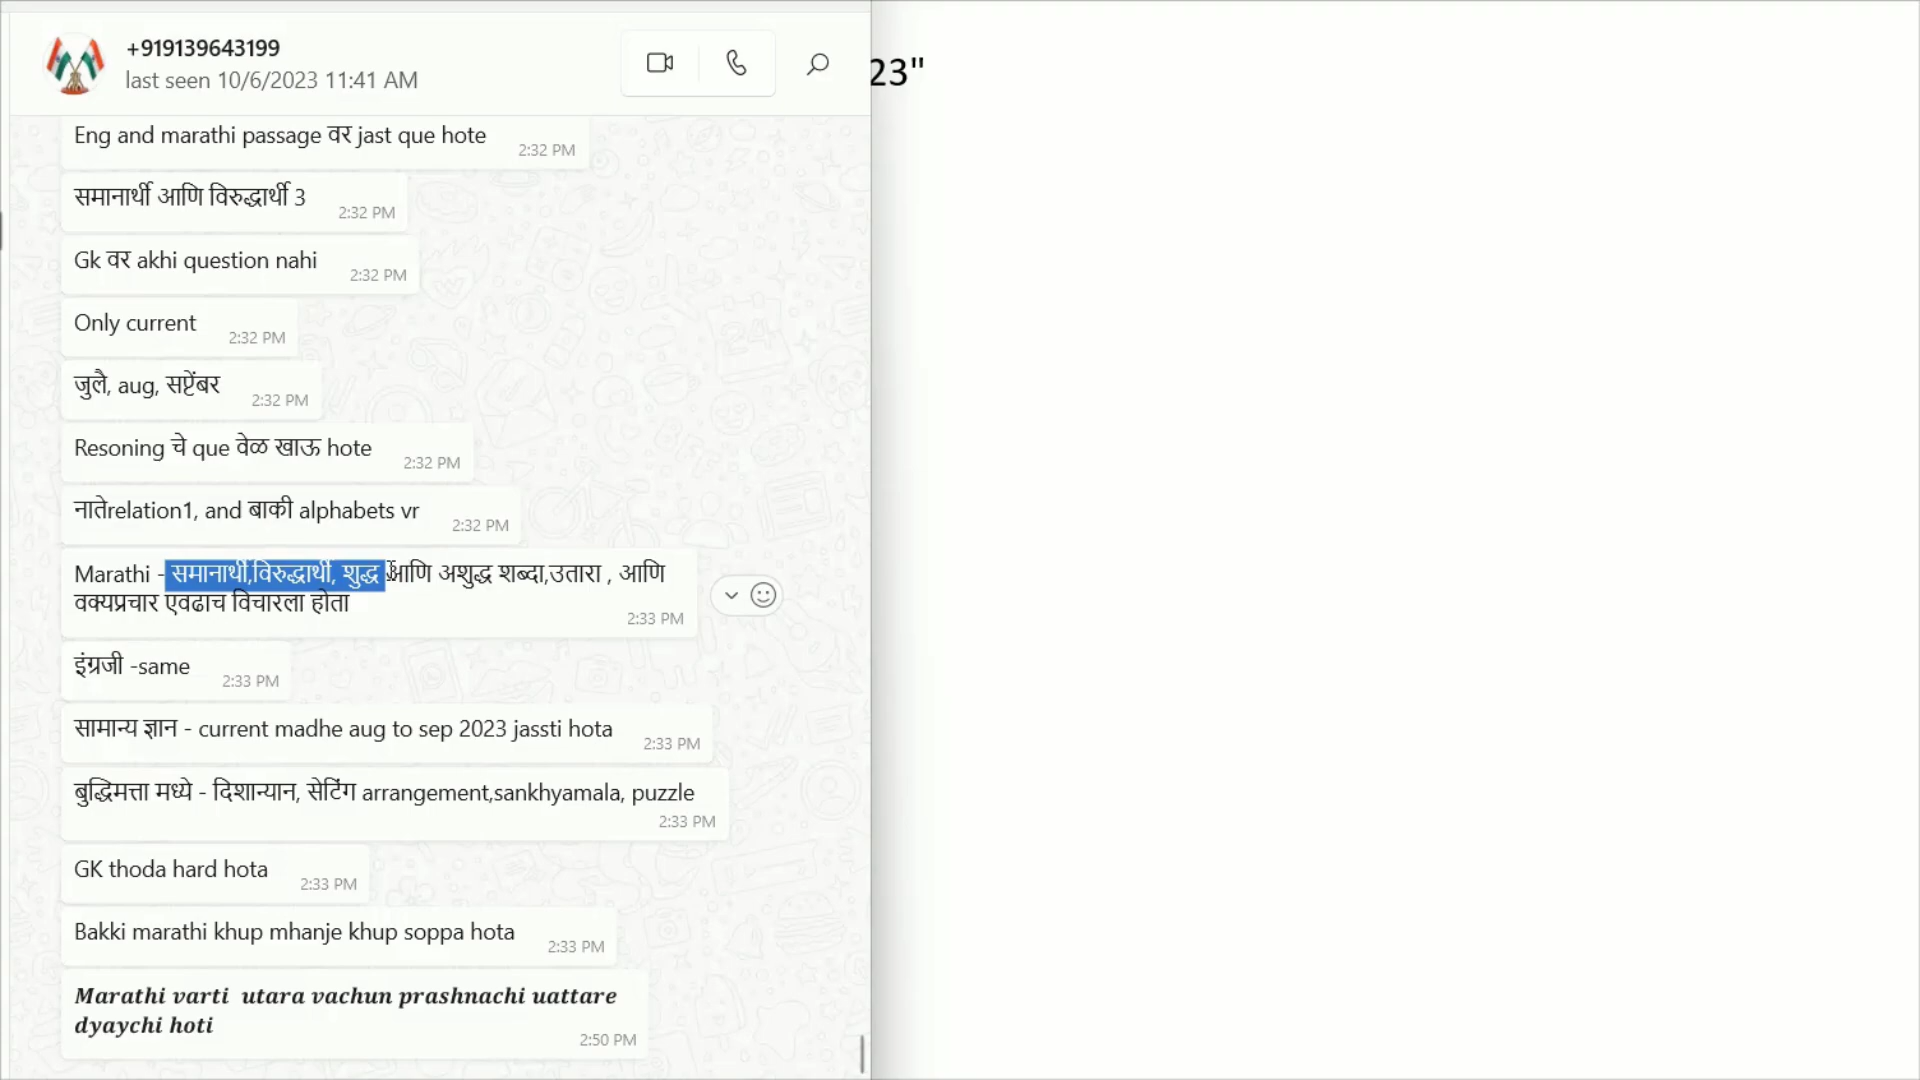 +919139643199
last seen 10/6/2023 11:41 AM
23"
Eng and marathi passage वर jast que hote
2:32 PM
समानार्थी आणि विरुद्धार्थी 3
2:32 PM
Gk वर akhi question nahi
2:32 PM
Only current
2:32 PM
जुलै, aug, सप्टेंबर
2:32 PM
Resoning चे que वेळ खाऊ hote
2:32 PM
नातेrelation1, and बाकी alphabets vr
2:32 PM
Marathi - समानार्थी,विरुद्धार्थी, शुद्ध आणि अशुद्ध शब्दा,उतारा , आणि
वक्यप्रचार एवढाच विचारला होता
2:33 PM
इंग्रजी -same
2:33 PM
सामान्य ज्ञान - current madhe aug to sep 2023 jassti hota
2:33 PM
बुद्धिमत्ता मध्ये - दिशान्यान, सेटिंग arrangement,sankhyamala, puzzle
2:33 PM
GK thoda hard hota
2:33 PM
Bakki marathi khup mhanje khup soppa hota
2:33 PM
Marathi varti utara vachun prashnachi uattare
dyaychi hoti
2:50 PM